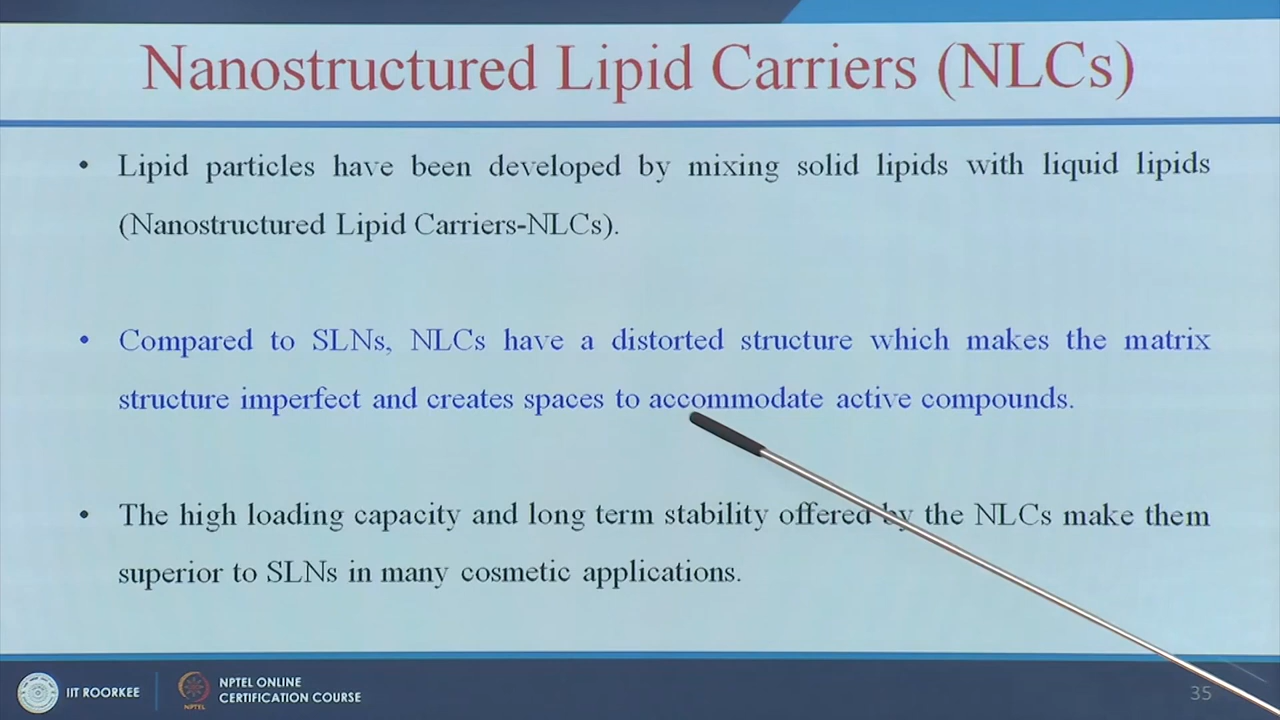 Nanostructured Lipid Carriers (NLCs)
• Lipid particles have been developed by mixing solid lipids with liquid lipids
(Nanostructured Lipid Carriers-NLCs).
• Compared to SLNs, NLCs have a distorted structure which makes the matrix
structure imperfect and creates spaces to accommodate active compounds.
• The high loading capacity and long term stability offered by the NLCs make them
superior to SLNs in many cosmetic applications.
IIT ROORKEE
NPTEL
NPTEL ONLINE
CERTIFICATION COURSE
35